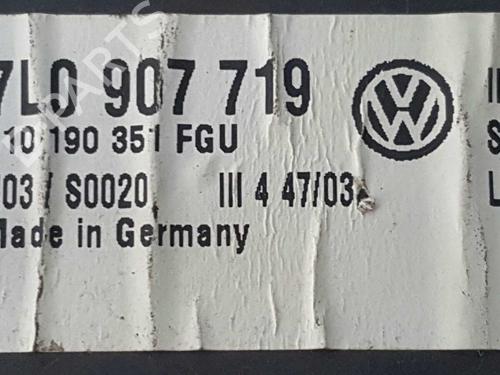 7L0 907 719
10 190 351 FGU
/03 / S0020 III 4 47/03
Made in Germany